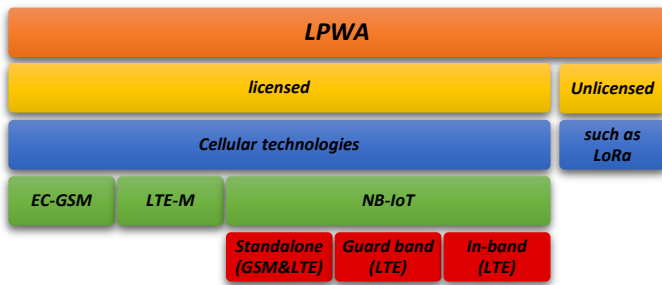 LPWA
licensed
Unlicensed
Cellular technologies
such as
LoRa
EC-GSM
LTE-M
NB-IoT
Standalone
(GSM&LTE)
Guard band
(LTE)
In-band
(LTE)